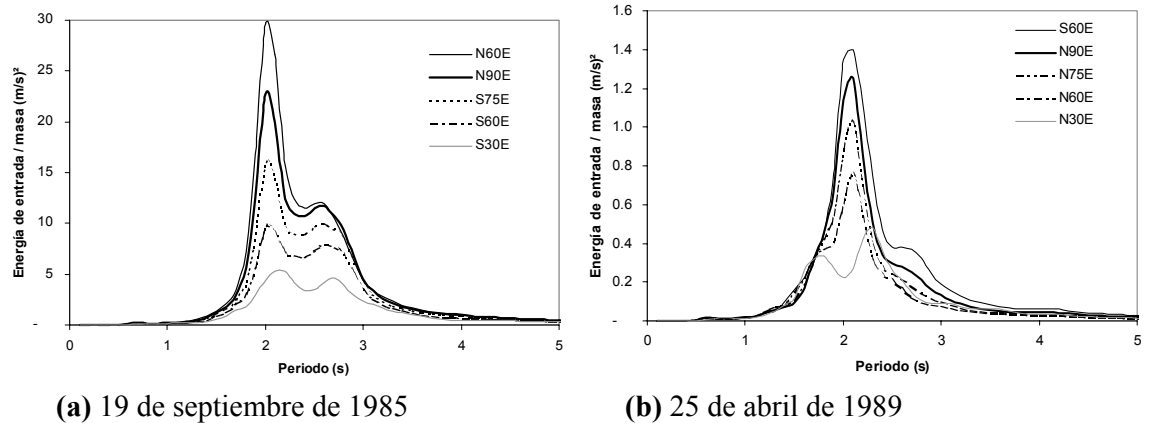 30
25
20
15
10
5
-
0 1 2 3 4 5
Energía de entrada / masa (m/s)²
Periodo (s)
N60E
N90E
S75E
S60E
S30E
(a) 19 de septiembre de 1985
1.6
1.4
1.2
1.0
0.8
0.6
0.4
0.2
-
0 1 2 3 4 5
Energía de entrada / masa (m/s)²
Periodo (s)
S60E
N90E
N75E
N60E
N30E
(b) 25 de abril de 1989